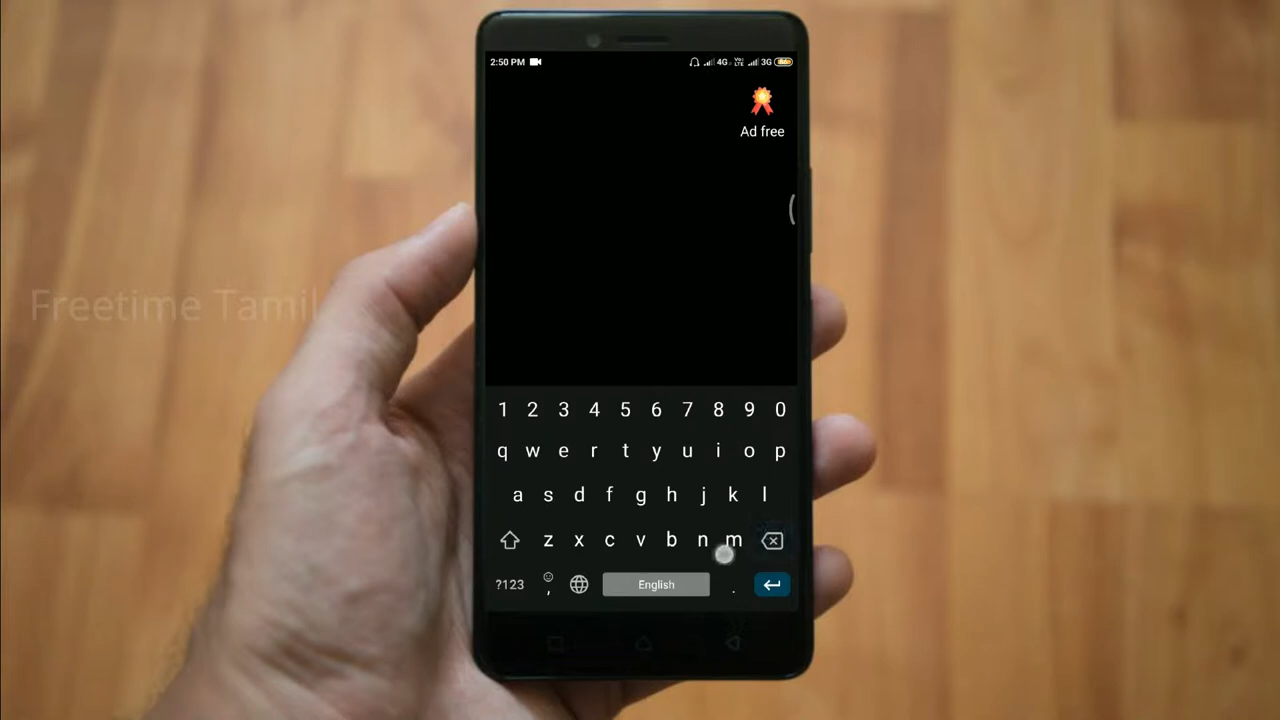 2:50 PM 4G VoLTE 3G
Ad free
Freetime Tamil
1 2 3 4 5 6 7 8 9 0
q w e r t y u i o p
a s d f g h j k l
z x c v b n m
?123 , English .